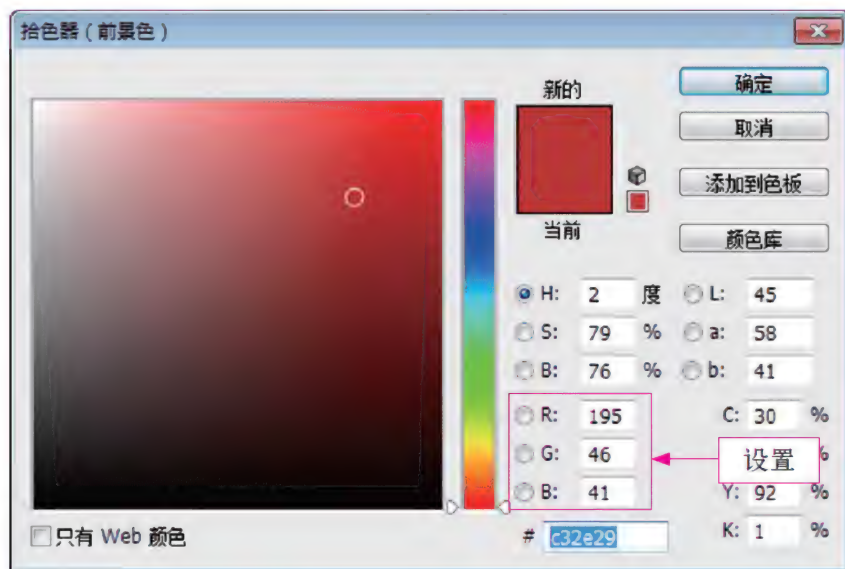 拾色器（前景色）
新的
当前
确定
取消
添加到色板
颜色库
H: 2 度
S: 79 %
B: 76 %
R: 195
G: 46
B: 41
# c32e29
L: 45
a: 58
b: 41
C: 30 %
设置 %
Y: 92 %
K: 1 %
只有 Web 颜色